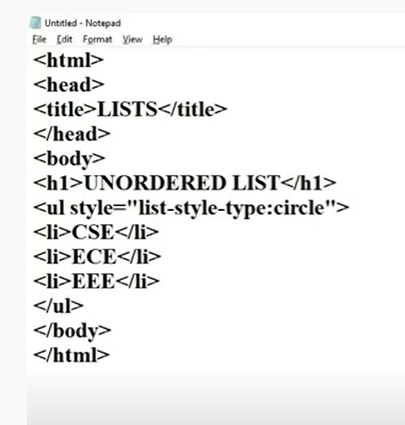 Untitled - Notepad
File Edit Format View Help
<html>
<head>
<title>LISTS</title>
</head>
<body>
<h1>UNORDERED LIST</h1>
<ul style="list-style-type:circle">
<li>CSE</li>
<li>ECE</li>
<li>EEE</li>
</ul>
</body>
</html>